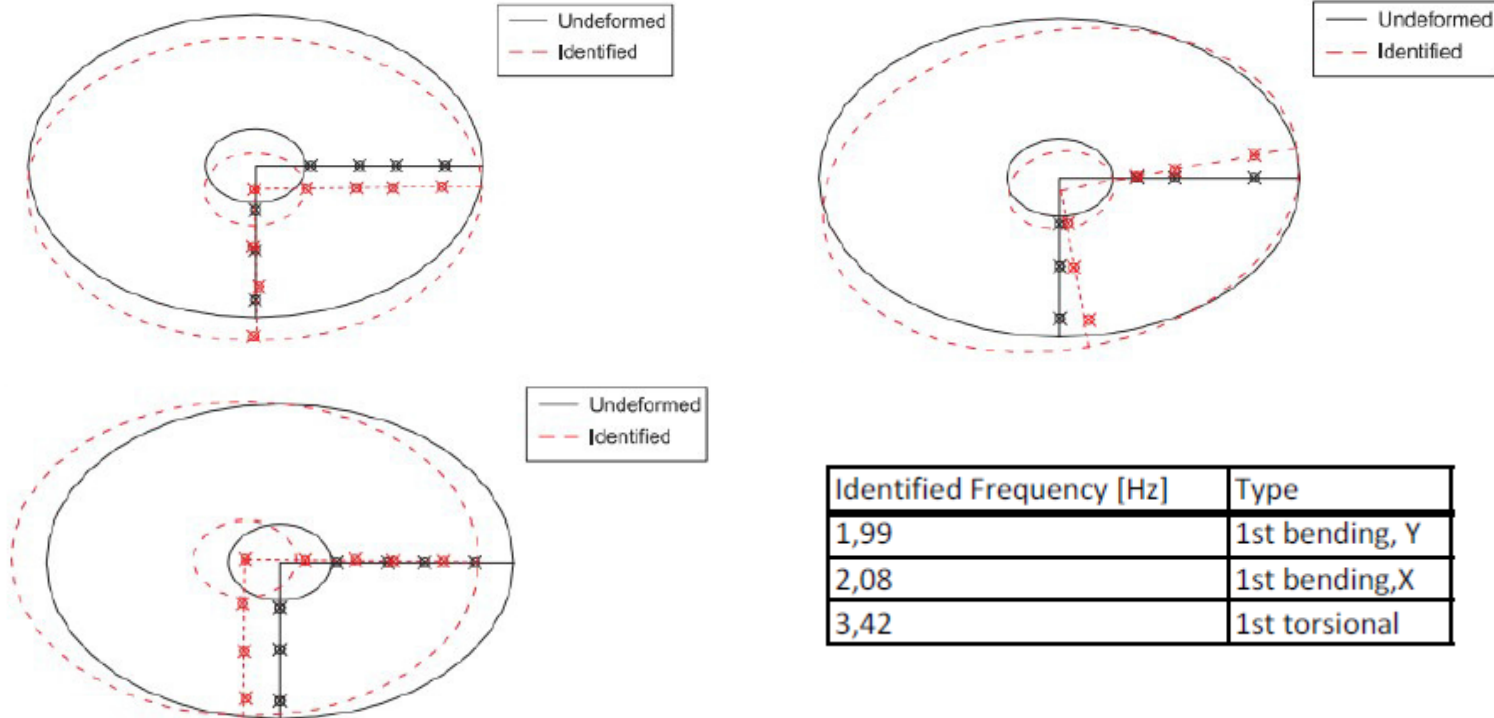 Undeformed
Identified
Undeformed
Identified
Undeformed
Identified
Identified Frequency [Hz] Type
1,99 1st bending, Y
2,08 1st bending,X
3,42 1st torsional